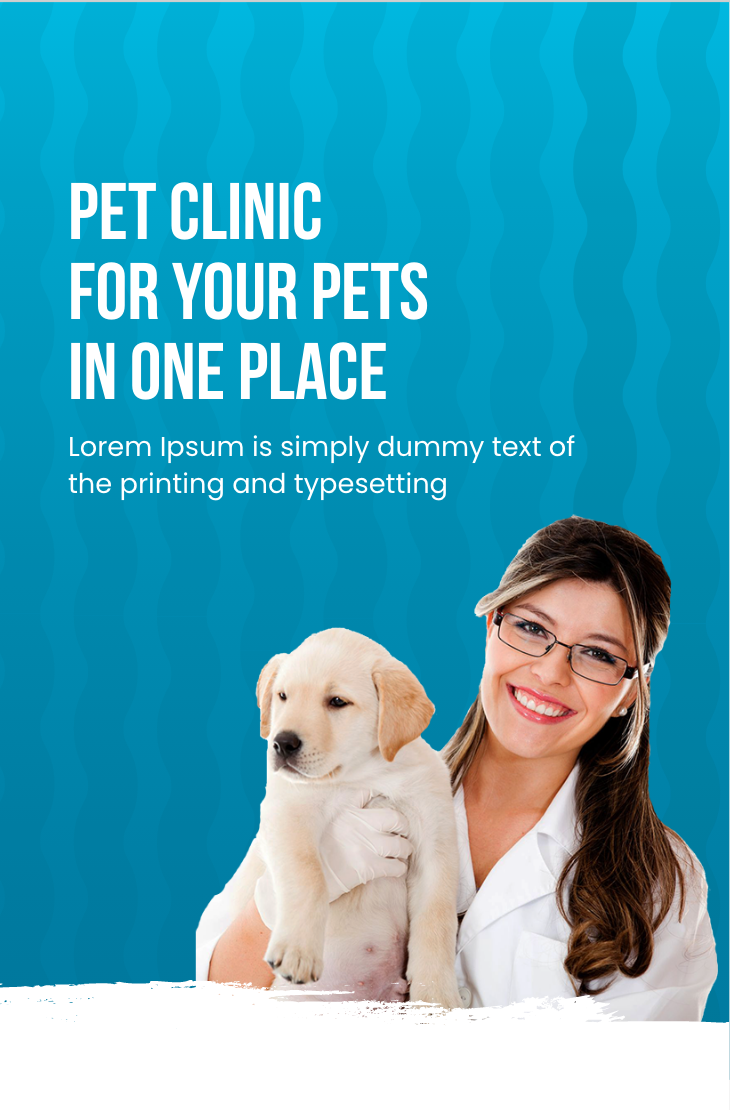 PET CLINIC
FOR YOUR PETS
IN ONE PLACE
Lorem Ipsum is simply dummy text of
the printing and typesetting